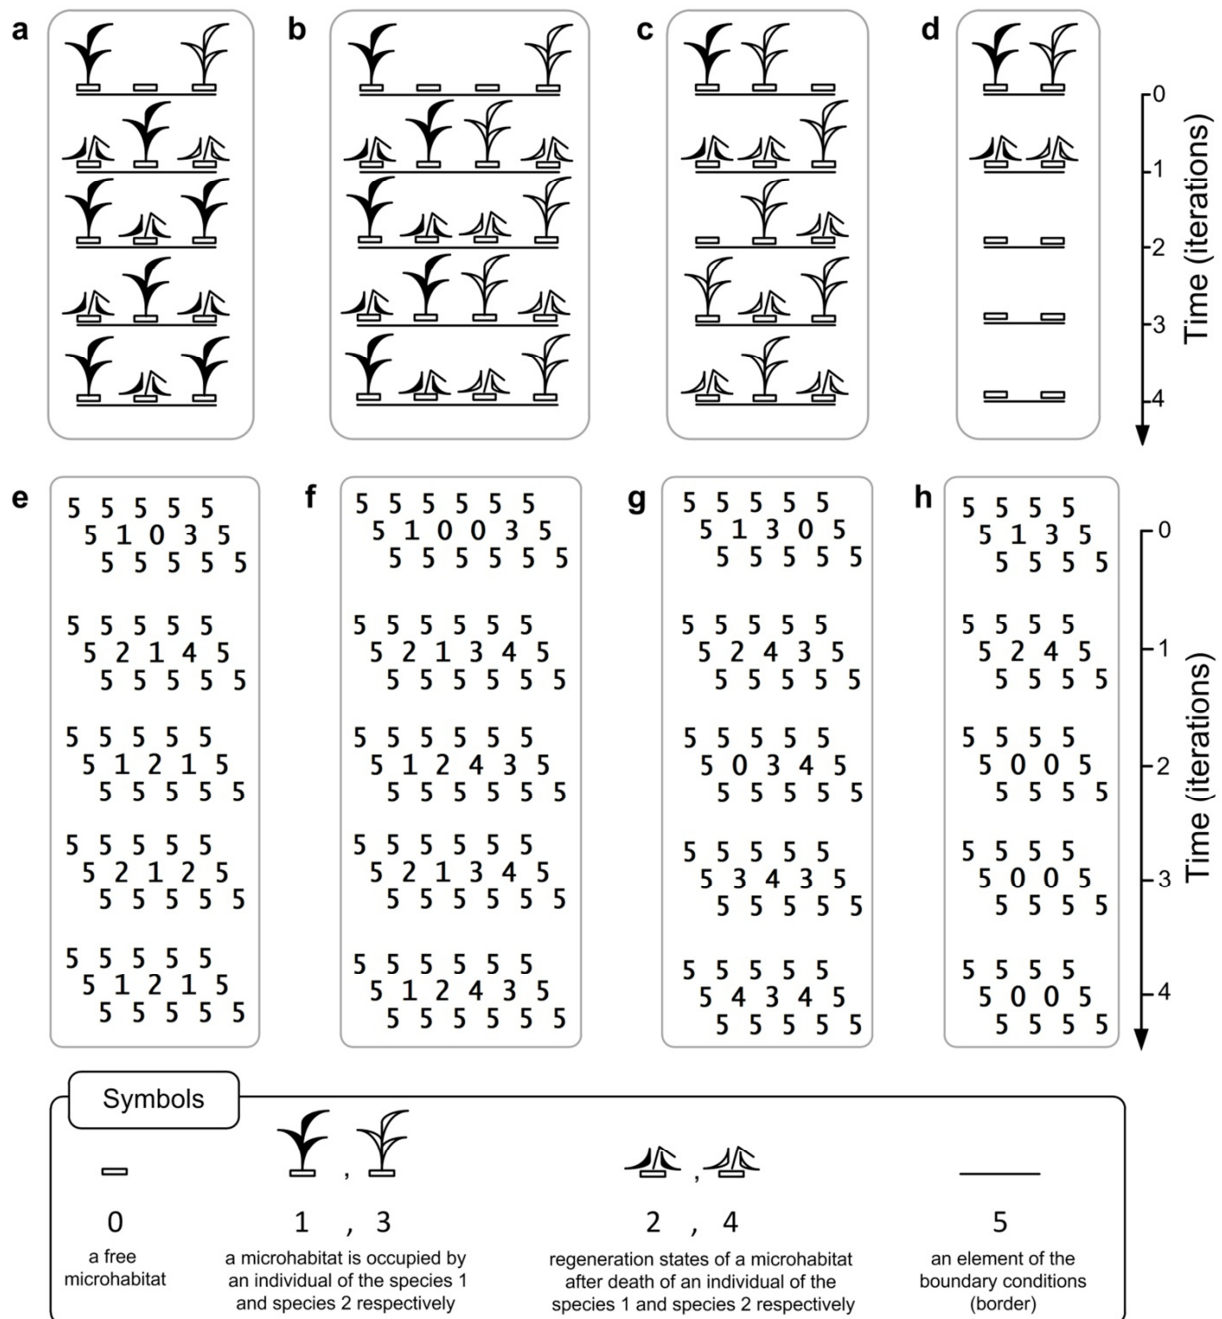 a b c d
0
1
2
3
4
Time (iterations)
e f g h
5 5 5 5 5
5 1 0 3 5
5 5 5 5 5
5 5 5 5 5
5 2 1 4 5
5 5 5 5 5
5 5 5 5 5
5 1 2 1 5
5 5 5 5 5
5 5 5 5 5
5 2 1 2 5
5 5 5 5 5
5 5 5 5 5
5 1 2 1 5
5 5 5 5 5
5 5 5 5 5 5
5 1 0 0 3 5
5 5 5 5 5 5
5 5 5 5 5 5
5 2 1 3 4 5
5 5 5 5 5 5
5 5 5 5 5 5
5 1 2 4 3 5
5 5 5 5 5 5
5 5 5 5 5 5
5 2 1 3 4 5
5 5 5 5 5 5
5 5 5 5 5 5
5 1 2 4 3 5
5 5 5 5 5 5
5 5 5 5 5
5 1 3 0 5
5 5 5 5 5
5 5 5 5 5
5 2 4 3 5
5 5 5 5 5
5 5 5 5 5
5 0 3 4 5
5 5 5 5 5
5 5 5 5 5
5 3 4 3 5
5 5 5 5 5
5 5 5 5 5
5 4 3 4 5
5 5 5 5 5
5 5 5 5
5 1 3 5
5 5 5 5
5 5 5 5
5 2 4 5
5 5 5 5
5 5 5 5
5 0 0 5
5 5 5 5
5 5 5 5
5 0 0 5
5 5 5 5
5 5 5 5
5 0 0 5
5 5 5 5
0
1
2
3
4
Time (iterations)
Symbols
, ,
0 1 , 3 2 , 4 5
a free
microhabitat
a microhabitat is occupied by
an individual of the species 1
and species 2 respectively
regeneration states of a microhabitat
after death of an individual of the
species 1 and species 2 respectively
an element of the
boundary conditions
(border)